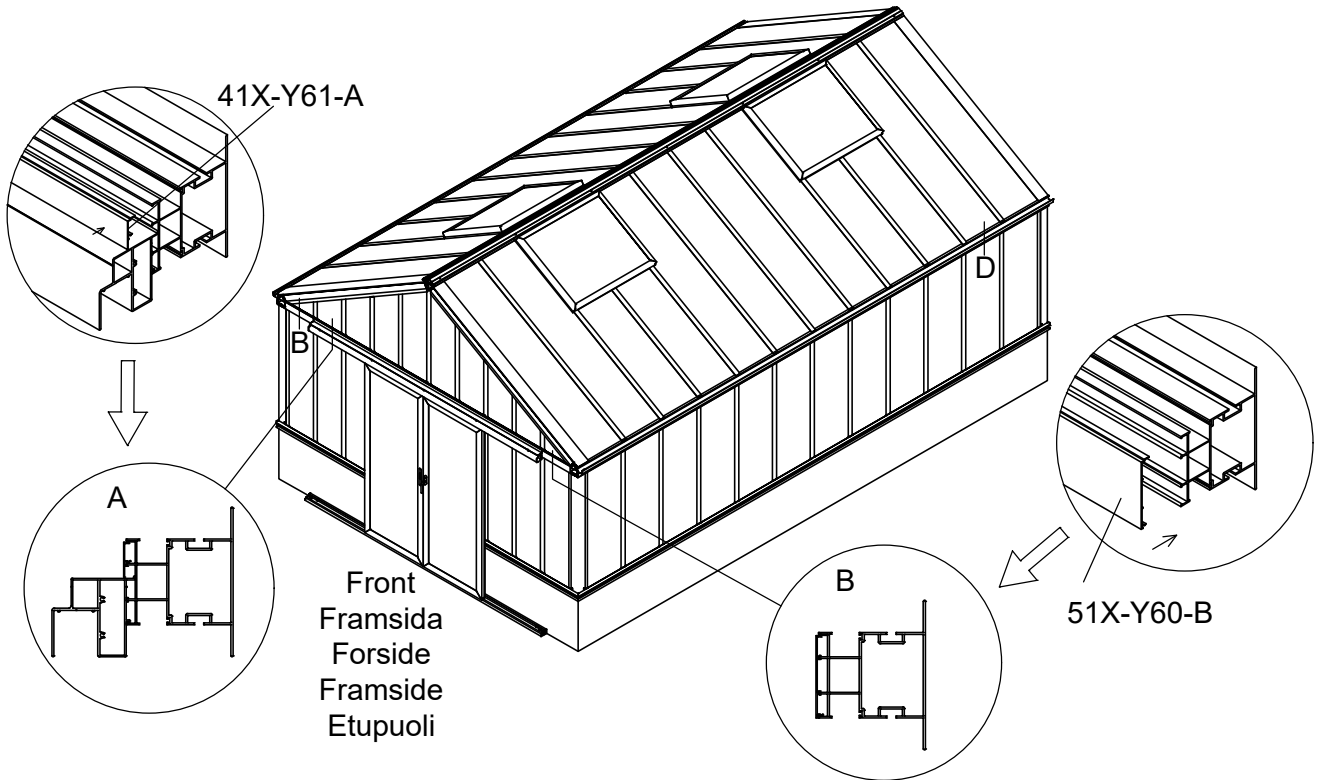 41X-Y61-A
B
D
A
Front
Framsida
Forside
Framside
Etupuoli
B
51X-Y60-B